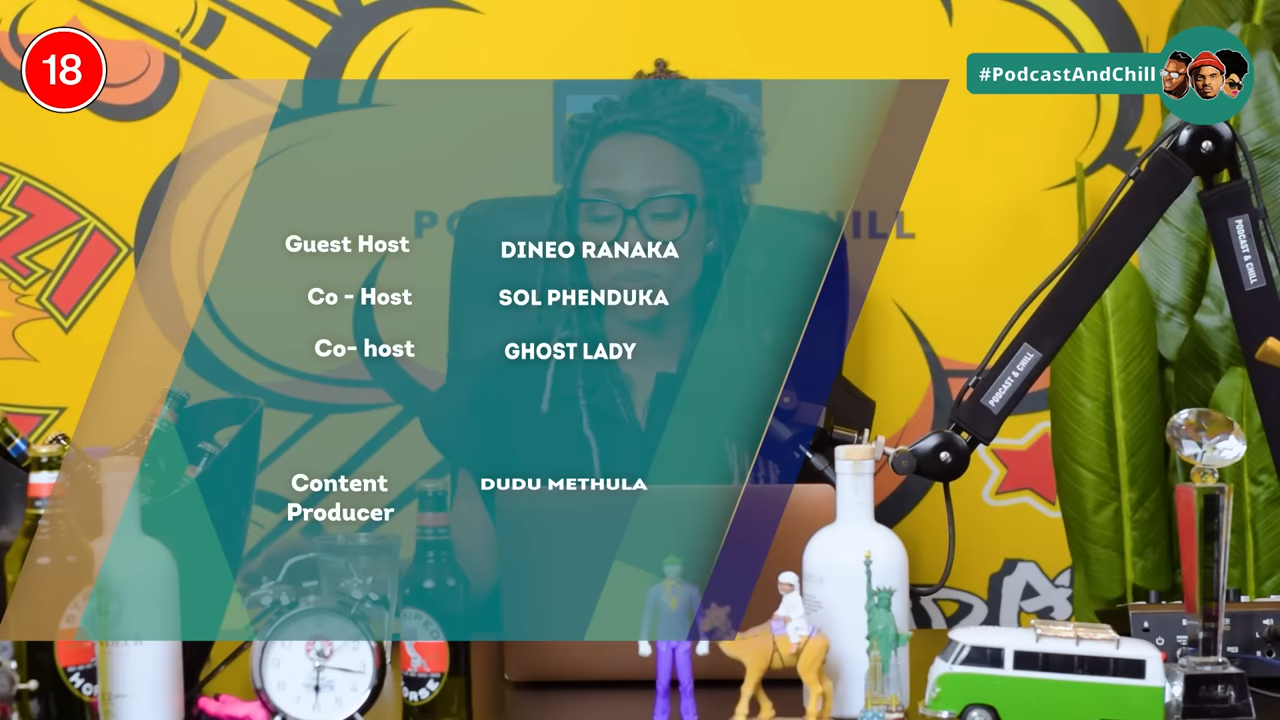 18
#PodcastAndChill
Guest Host DINEO RANAKA
Co - Host SOL PHENDUKA
Co- host GHOST LADY
Content
Producer DUDU METHULA
PODCAST & CHILL
PODCAST & CHILL